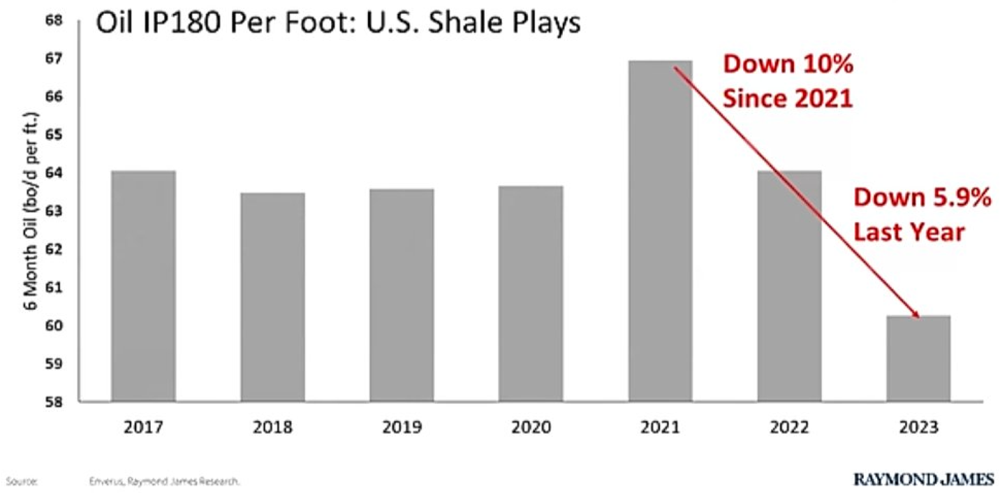 Oil IP180 Per Foot: U.S. Shale Plays
68
67
66
65
64
63
62
61
60
59
58
6 Month Oil (bo/d per ft.)
Down 10%
Since 2021
Down 5.9%
Last Year
2017 2018 2019 2020 2021 2022 2023
Source: Enverus, Raymond James Research.
RAYMOND JAMES